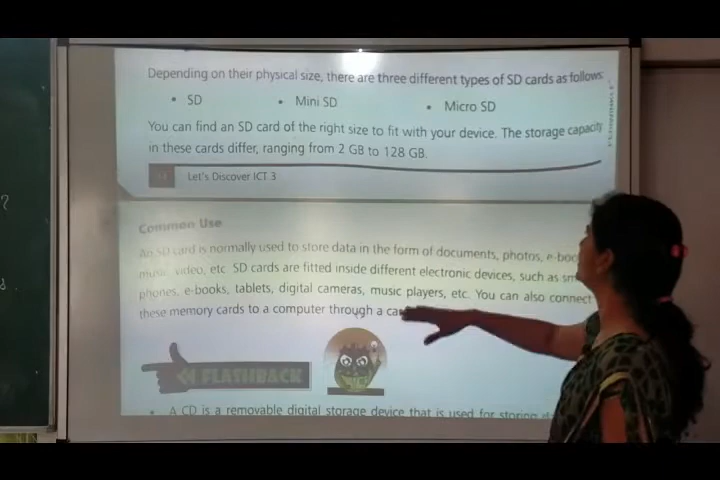 Depending on their physical size, there are three different types of SD cards as follows:
• SD • Mini SD • Micro SD
You can find an SD card of the right size to fit with your device. The storage capacity
in these cards differ, ranging from 2 GB to 128 GB.
Let's Discover ICT 3
Common Use
An SD card is normally used to store data in the form of documents, photos, e-boo
music, video, etc. SD cards are fitted inside different electronic devices, such as sm
phones, e-books, tablets, digital cameras, music players, etc. You can also connect
these memory cards to a computer through a ca
FLASHBACK
• A CD is a removable digital storage device that is used for storing
?